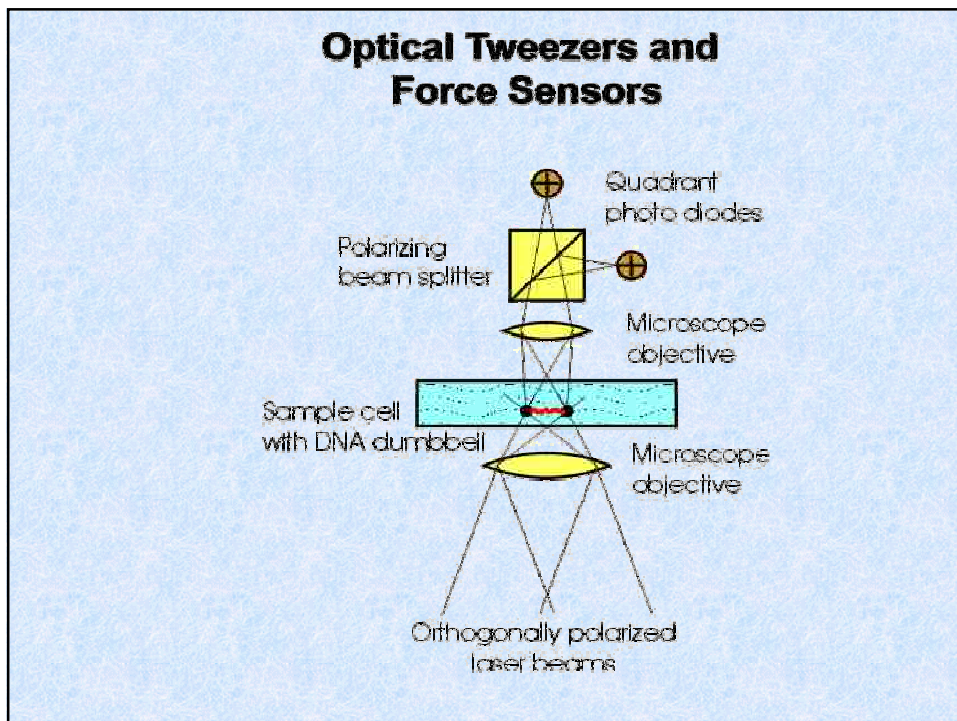 Optical Tweezers and
Force Sensors
Quadrant
photo diodes
Polarizing
beam splitter
Microscope
objective
Sample cell
with DNA dumbbell
Microscope
objective
Orthogonally polarized
laser beams